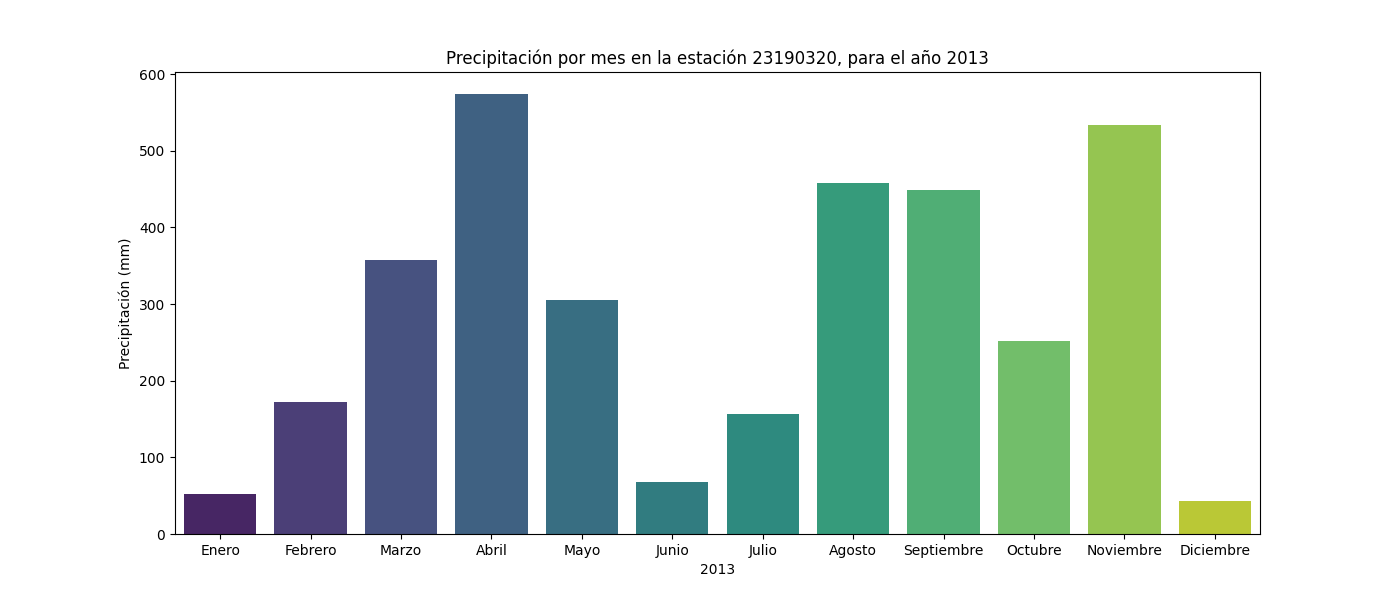 Precipitación por mes en la estación 23190320, para el año 2013
Precipitación (mm)
600
500
400
300
200
100
0
Enero Febrero Marzo Abril Mayo Junio Julio Agosto Septiembre Octubre Noviembre Diciembre
2013